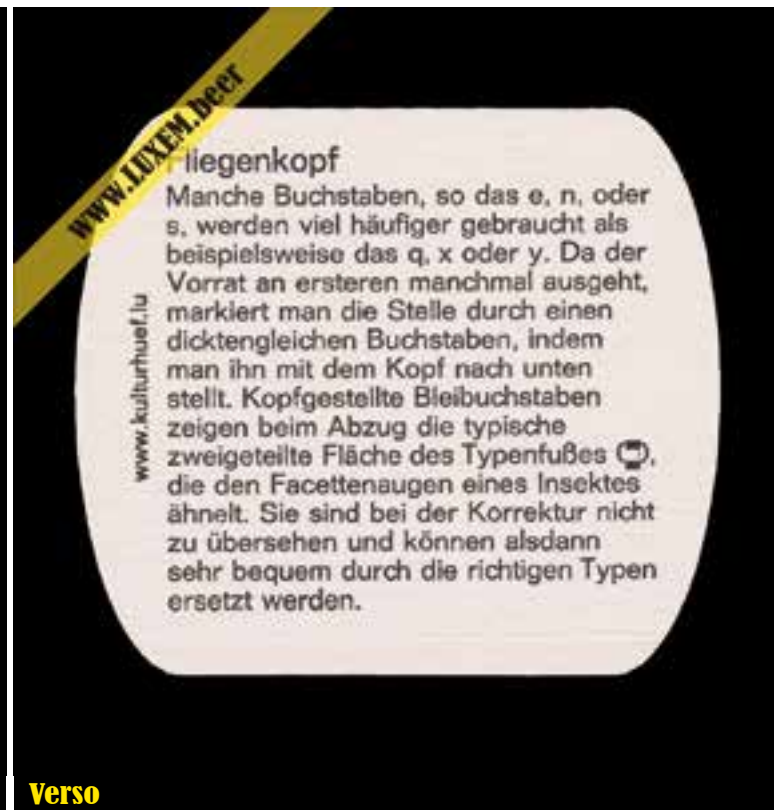 www.LUXEM.beer
Fliegenkopf
Manche Buchstaben, so das e, n, oder
s, werden viel häufiger gebraucht als
beispielsweise das q, x oder y. Da der
Vorrat an ersteren manchmal ausgeht,
markiert man die Stelle durch einen
dicktengleichen Buchstaben, indem
man ihn mit dem Kopf nach unten
stellt. Kopfgestellte Bleibuchstaben
zeigen beim Abzug die typische
zweigeteilte Fläche des Typenfußes,
die den Facettenaugen eines Insektes
ähnelt. Sie sind bei der Korrektur nicht
zu übersehen und können alsdann
sehr bequem durch die richtigen Typen
ersetzt werden.
www.kulturhuef.lu
Verso